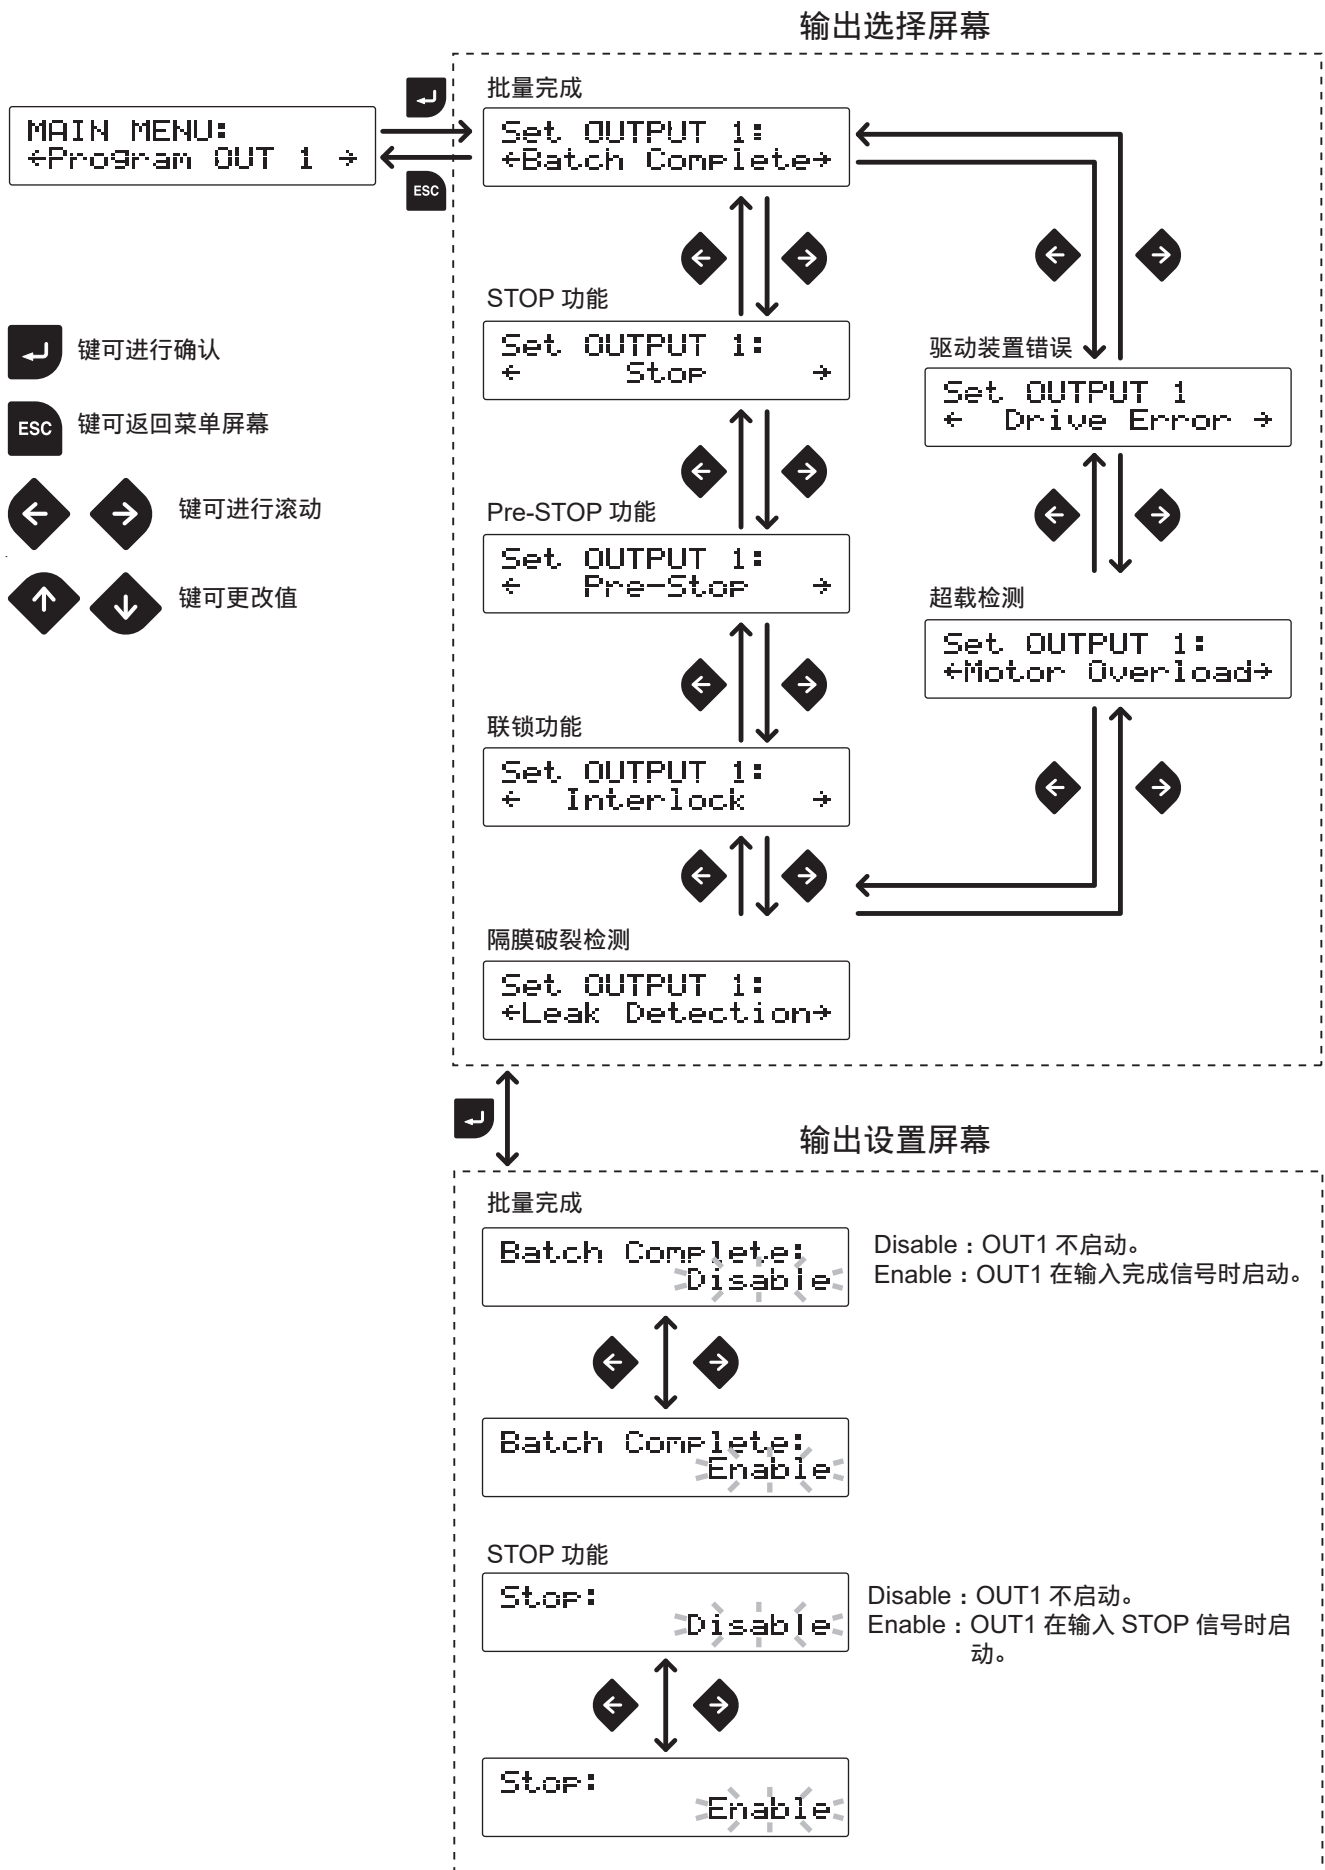 输出选择屏幕
批量完成
MAIN MENU:
←Program OUT 1 →
Set OUTPUT 1:
←Batch Complete→
ESC
STOP 功能
Set OUTPUT 1:
← Stop →
键可进行确认
驱动装置错误
Set OUTPUT 1
← Drive Error →
ESC 键可返回菜单屏幕
键可进行滚动
Pre-STOP 功能
Set OUTPUT 1:
← Pre-Stop →
键可更改值
超载检测
Set OUTPUT 1:
←Motor Overload→
联锁功能
Set OUTPUT 1:
← Interlock →
隔膜破裂检测
Set OUTPUT 1:
←Leak Detection→
输出设置屏幕
批量完成
Batch Complete:
Disable
Disable：OUT1 不启动。
Enable：OUT1 在输入完成信号时启动。
Batch Complete:
Enable
STOP 功能
Stop:
Disable
Disable：OUT1 不启动。
Enable：OUT1 在输入 STOP 信号时启
动。
Stop:
Enable